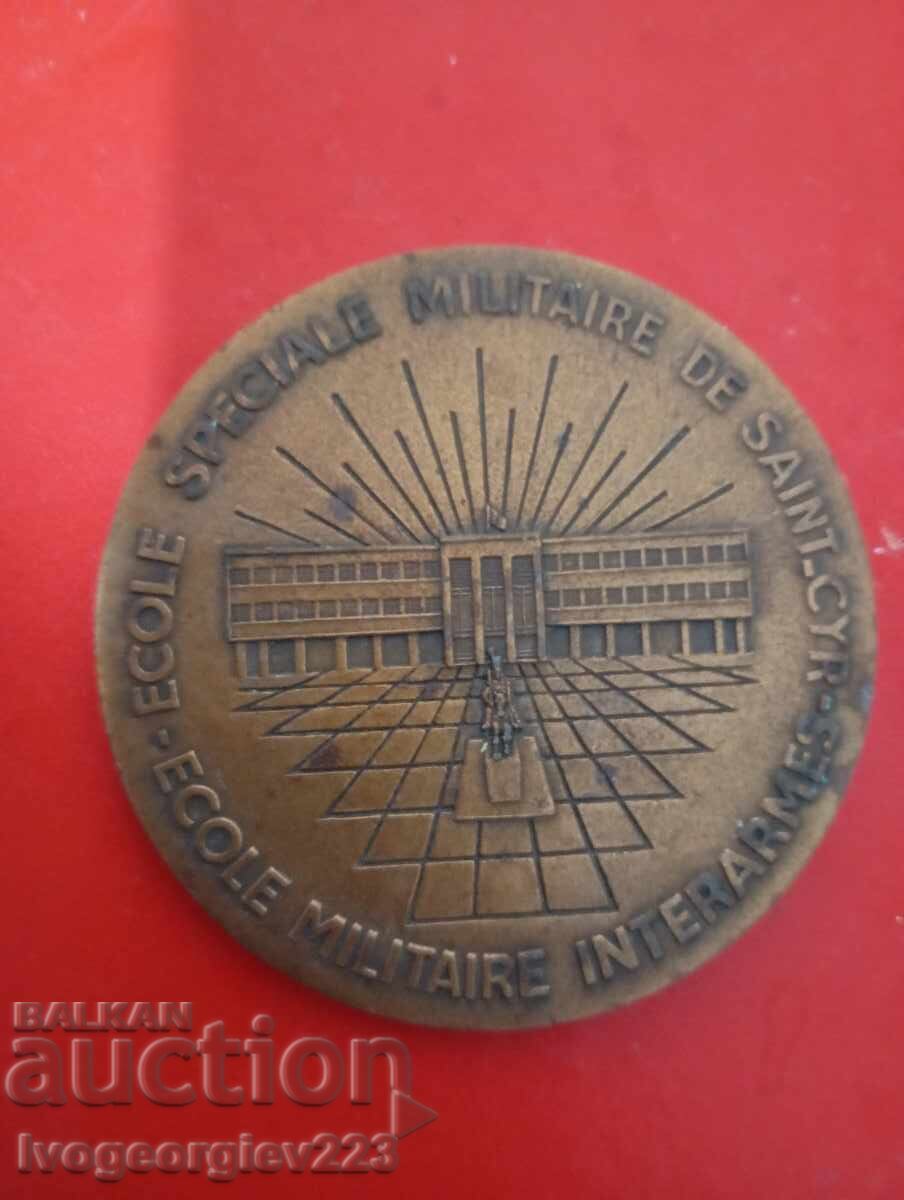 ECOLE SPECIALE MILITAIRE DE SAINT-CYR -
ECOLE MILITAIRE INTERARMES -
BALKAN
auction
Ivogeorgiev223